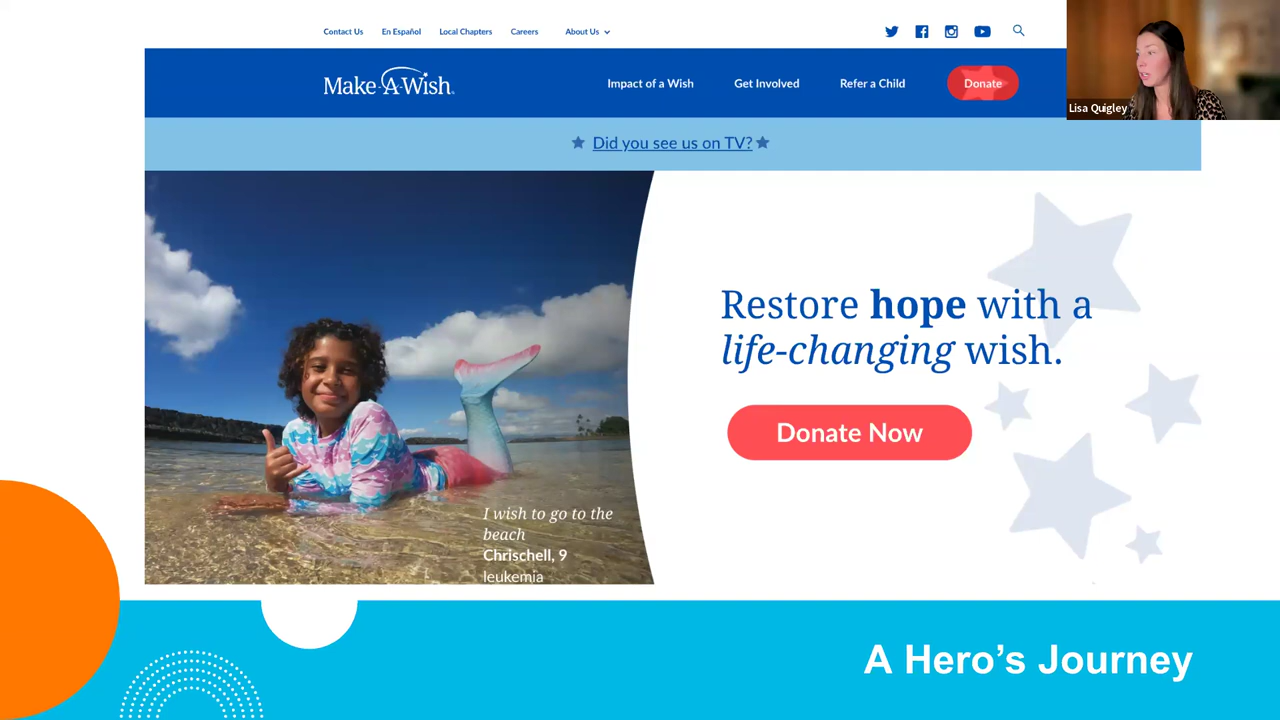 Contact Us En Español Local Chapters Careers About Us
Make-A-Wish.
Impact of a Wish Get Involved Refer a Child Donate
Lisa Quigley
Did you see us on TV?
Restore hope with a
life-changing wish.
Donate Now
I wish to go to the
beach
Chrischell, 9
leukemia
A Hero’s Journey